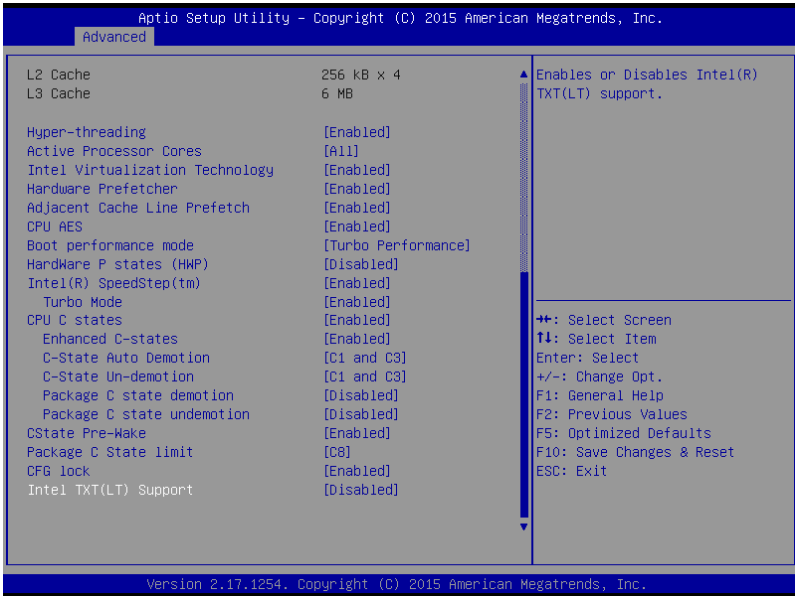 Aptio Setup Utility – Copyright (C) 2015 American Megatrends, Inc.
Advanced
L2 Cache 256 kB x 4
L3 Cache 6 MB
Hyper-threading [Enabled]
Active Processor Cores [All]
Intel Virtualization Technology [Enabled]
Hardware Prefetcher [Enabled]
Adjacent Cache Line Prefetch [Enabled]
CPU AES [Enabled]
Boot performance mode [Turbo Performance]
HardWare P states (HWP) [Disabled]
Intel(R) SpeedStep(tm) [Enabled]
Turbo Mode [Enabled]
CPU C states [Enabled]
Enhanced C-states [Enabled]
C-State Auto Demotion [C1 and C3]
C-State Un-demotion [C1 and C3]
Package C state demotion [Disabled]
Package C state undemotion [Disabled]
CState Pre-Wake [Enabled]
Package C State limit [C8]
CFG lock [Enabled]
Intel TXT(LT) Support [Disabled]
Enables or Disables Intel(R)
TXT(LT) support.
→←: Select Screen
↑↓: Select Item
Enter: Select
+/-: Change Opt.
F1: General Help
F2: Previous Values
F5: Optimized Defaults
F10: Save Changes & Reset
ESC: Exit
Version 2.17.1254. Copyright (C) 2015 American Megatrends, Inc.